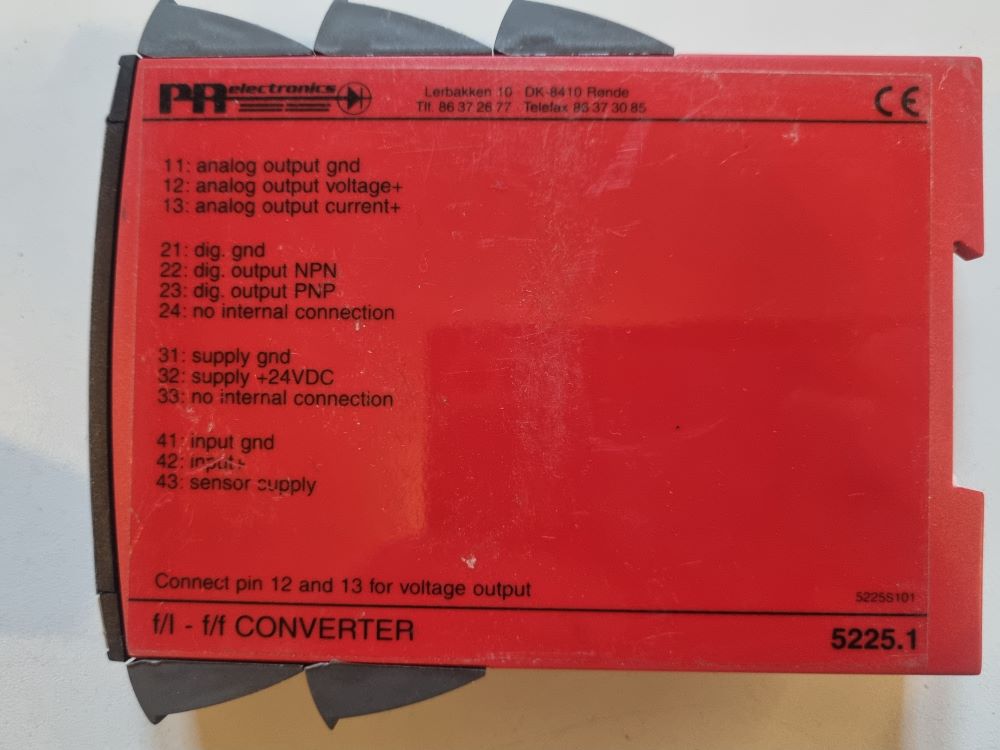 PR electronics
Lerbakken 10 DK-8410 Rønde
Tlf. 86 37 26 77 Telefax 86 37 30 85
CE
11: analog output gnd
12: analog output voltage+
13: analog output current+
21: dig. gnd
22: dig. output NPN
23: dig. output PNP
24: no internal connection
31: supply gnd
32: supply +24VDC
33: no internal connection
41: input gnd
42: input+
43: sensor supply
Connect pin 12 and 13 for voltage output
5225S101
f/I - f/f CONVERTER
5225.1